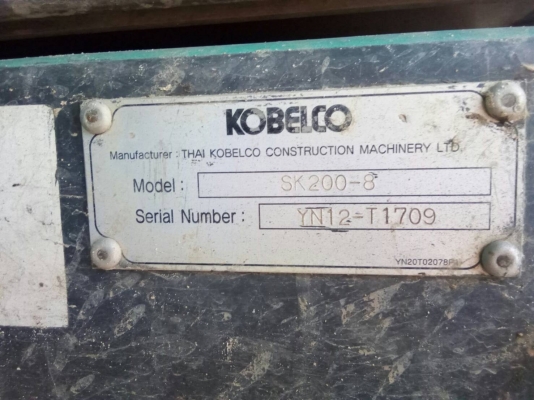 KOBELCO
Manufacturer : THAI KOBELCO CONSTRUCTION MACHINERY LTD.
Model : SK200-8
Serial Number : YN12-T1709